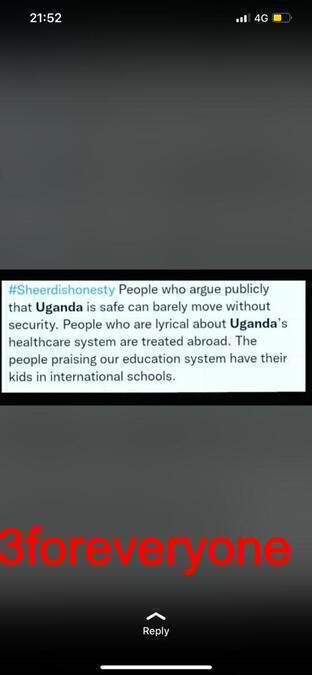 21:52
4G
#Sheerdishonesty People who argue publicly
that Uganda is safe can barely move without
security. People who are lyrical about Uganda's
healthcare system are treated abroad. The
people praising our education system have their
kids in international schools.
3foreveryone
Reply